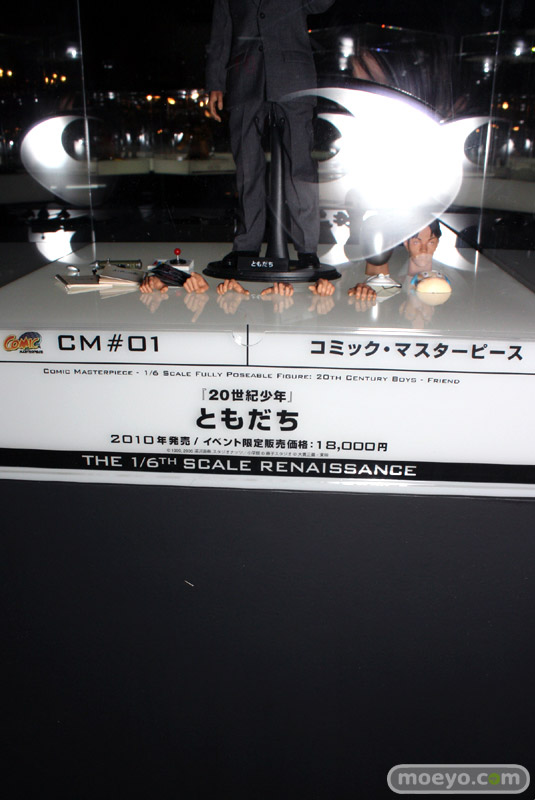 ともだち
COMIC
MASTERPIECE
CM#01
コミック・マスターピース
COMIC MASTERPIECE - 1/6 SCALE FULLY POSEABLE FIGURE: 20TH CENTURY BOYS - FRIEND
『20世紀少年』
ともだち
2010年発売 / イベント限定販売価格：18,000円
THE 1/6TH SCALE RENAISSANCE
moeyo.com